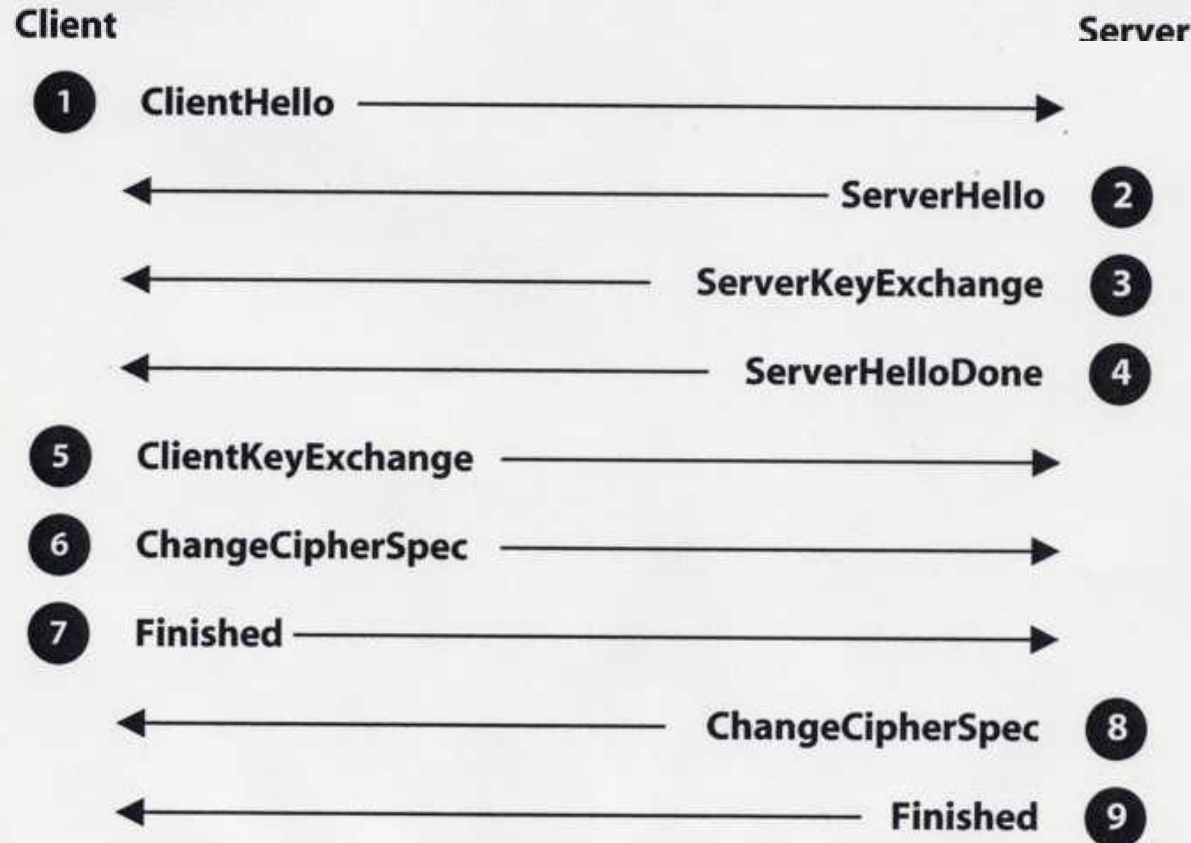 Client Server
1 ClientHello
ServerHello 2
ServerKeyExchange 3
ServerHelloDone 4
5 ClientKeyExchange
6 ChangeCipherSpec
7 Finished
ChangeCipherSpec 8
Finished 9